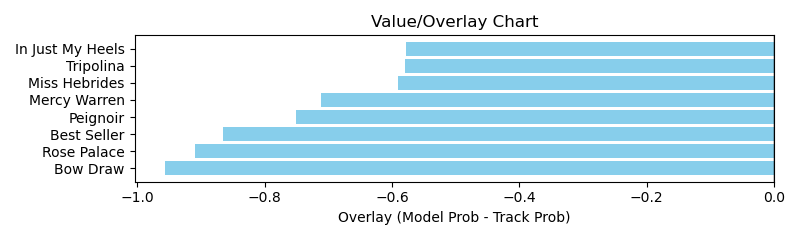 Value/Overlay Chart
In Just My Heels
Tripolina
Miss Hebrides
Mercy Warren
Peignoir
Best Seller
Rose Palace
Bow Draw
−1.0 −0.8 −0.6 −0.4 −0.2 0.0
Overlay (Model Prob - Track Prob)